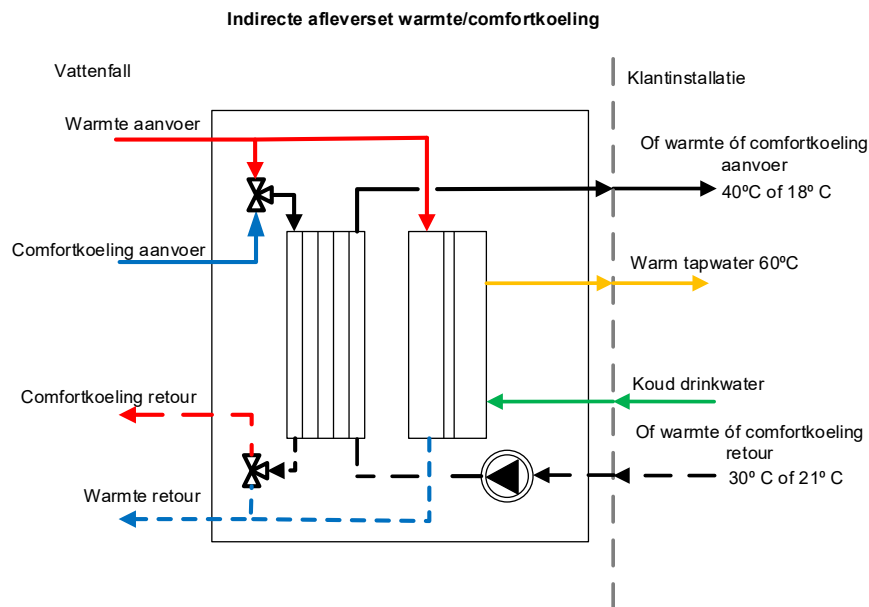 Indirecte afleverset warmte/comfortkoeling
Vattenfall
Klantinstallatie
Warmte aanvoer
Of warmte óf comfortkoeling
aanvoer
40ºC of 18º C
Comfortkoeling aanvoer
Warm tapwater 60ºC
Comfortkoeling retour
Koud drinkwater
Of warmte óf comfortkoeling
retour
30º C of 21º C
Warmte retour